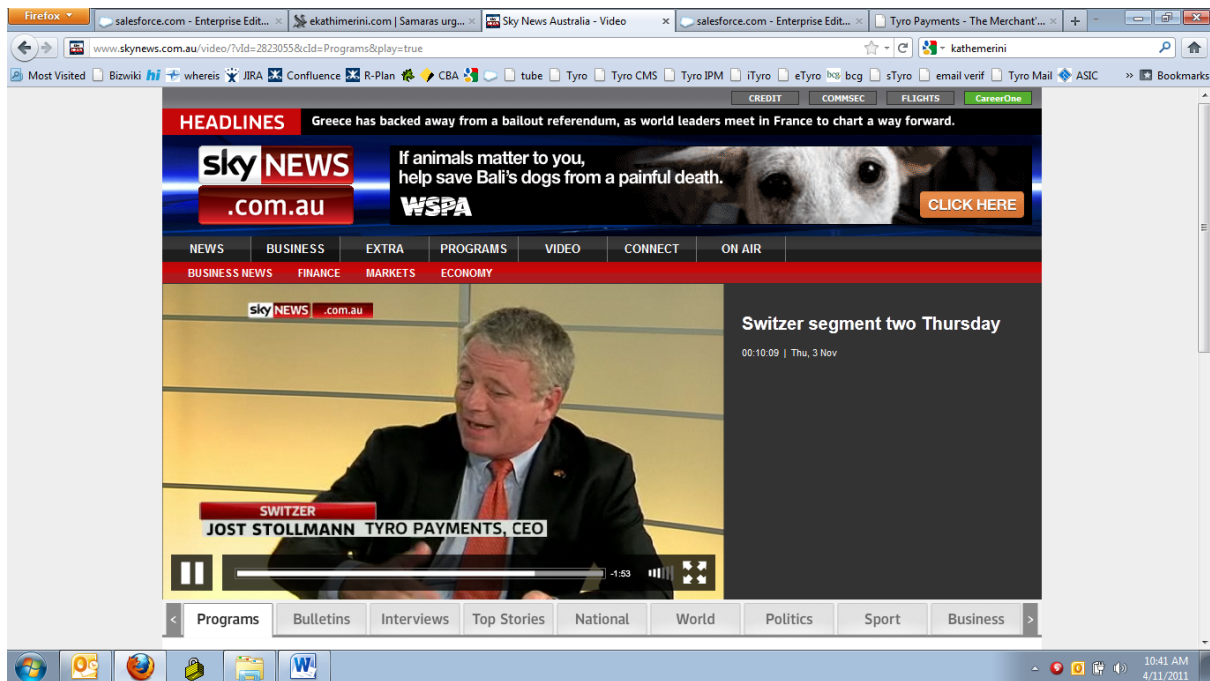 Firefox
salesforce.com - Enterprise Edit...
ekathimerini.com | Samaras urg...
Sky News Australia - Video
salesforce.com - Enterprise Edit...
Tyro Payments - The Merchant'...
www.skynews.com.au/video/?vId=2823055&cId=Programs&play=true
kathemerini
Most Visited Bizwiki hi whereis JIRA Confluence R-Plan CBA tube Tyro Tyro CMS Tyro IPM iTyro eTyro bcg bcg sTyro email verif Tyro Mail ASIC » Bookmarks
CREDIT COMMSEC FLIGHTS CareerOne
HEADLINES Greece has backed away from a bailout referendum, as world leaders meet in France to chart a way forward.
sky NEWS
.com.au
If animals matter to you,
help save Bali's dogs from a painful death.
WSPA
CLICK HERE
NEWS BUSINESS EXTRA PROGRAMS VIDEO CONNECT ON AIR
BUSINESS NEWS FINANCE MARKETS ECONOMY
sky NEWS .com.au
Switzer segment two Thursday
00:10:09 | Thu, 3 Nov
SWITZER
JOST STOLLMANN TYRO PAYMENTS, CEO
-1:53
< Programs Bulletins Interviews Top Stories National World Politics Sport Business >
10:41 AM
4/11/2011